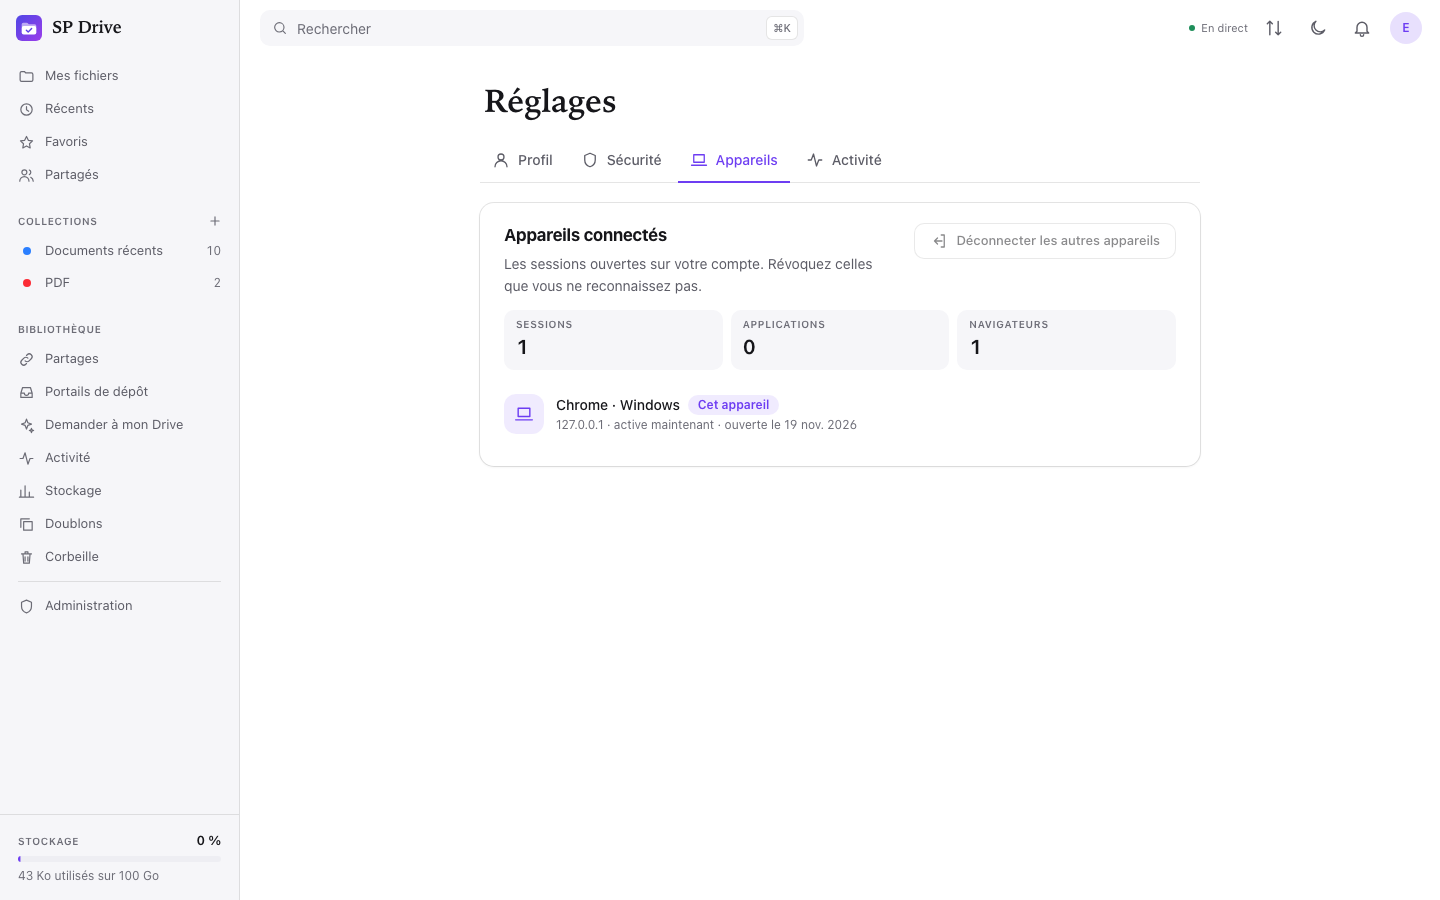 SP Drive
Rechercher
⌘K
En direct
E
Mes fichiers
Récents
Favoris
Partagés
COLLECTIONS
Documents récents 10
PDF 2
BIBLIOTHÈQUE
Partages
Portails de dépôt
Demander à mon Drive
Activité
Stockage
Doublons
Corbeille
Administration
STOCKAGE 0 %
43 Ko utilisés sur 100 Go
Réglages
Profil
Sécurité
Appareils
Activité
Appareils connectés
Déconnecter les autres appareils
Les sessions ouvertes sur votre compte. Révoquez celles
que vous ne reconnaissez pas.
SESSIONS
1
APPLICATIONS
0
NAVIGATEURS
1
Chrome · Windows Cet appareil
127.0.0.1 · active maintenant · ouverte le 19 nov. 2026